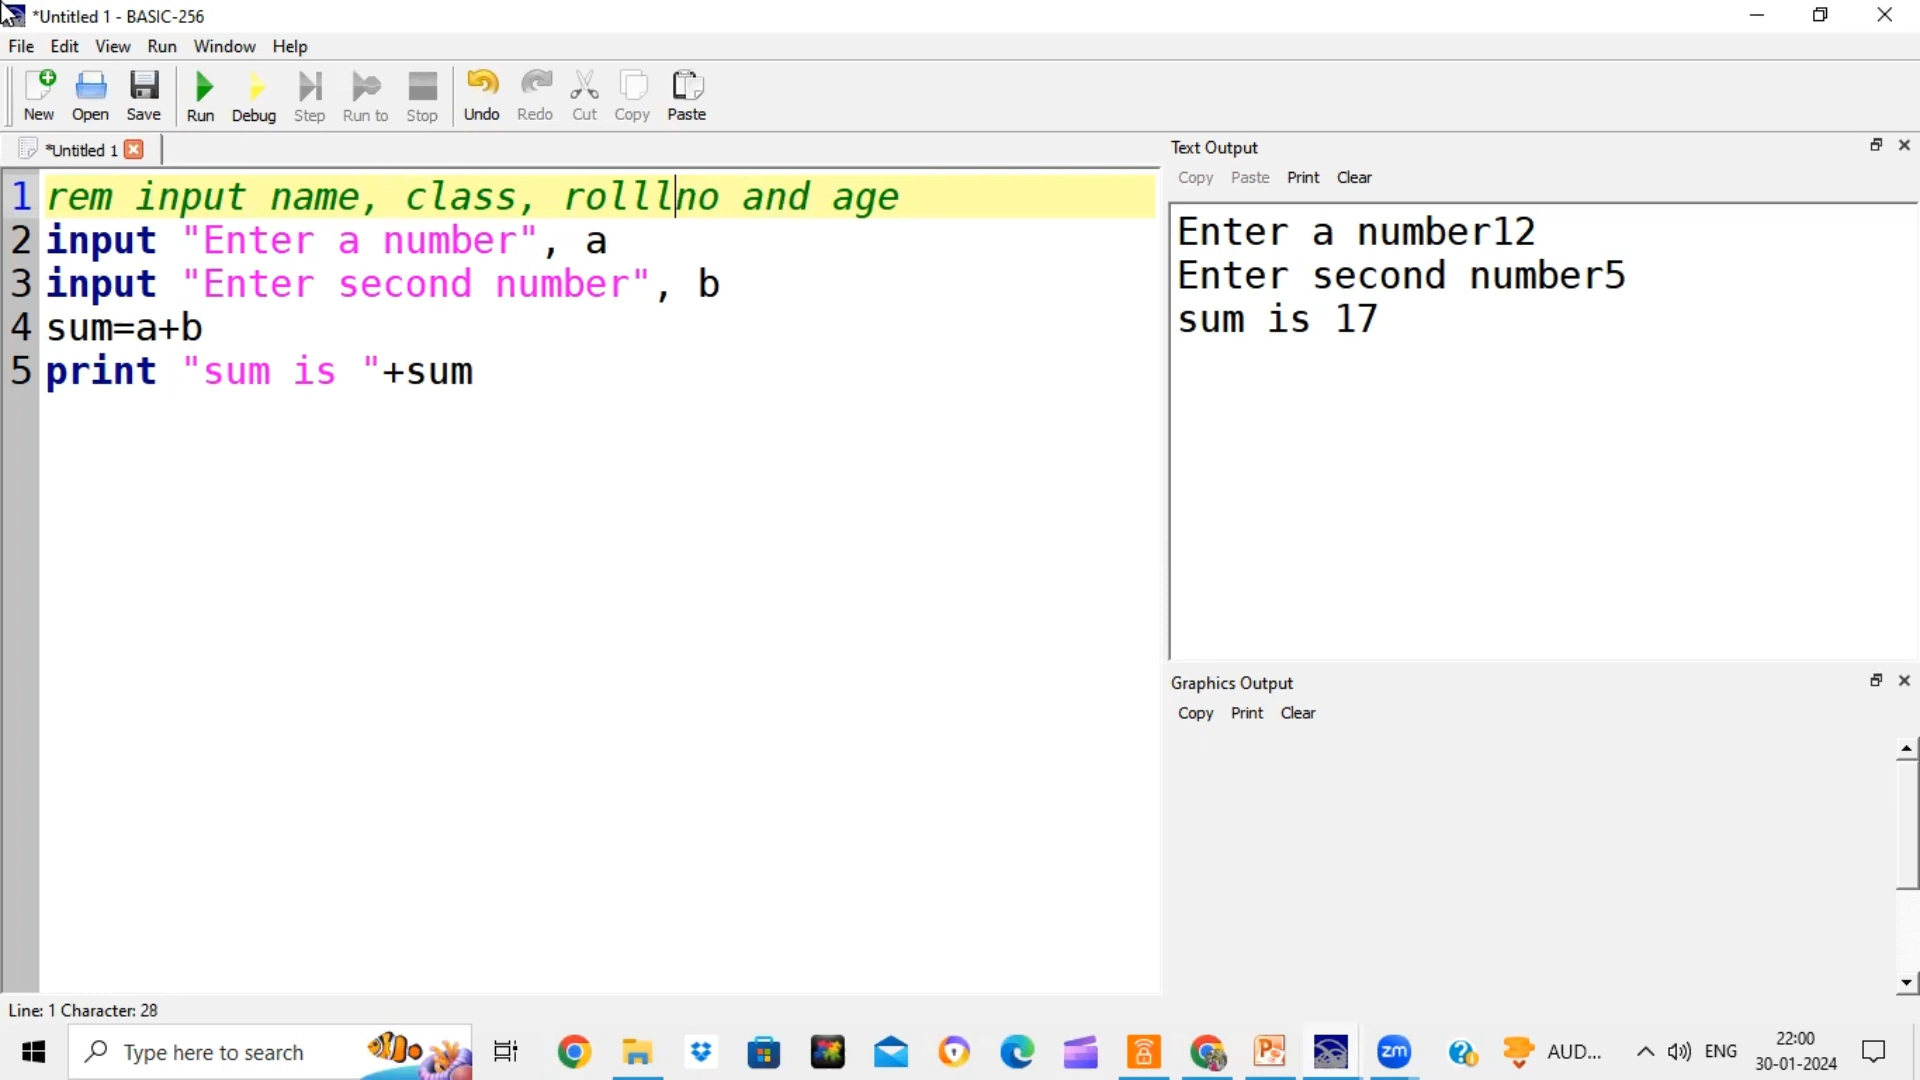 *Untitled 1 - BASIC-256
File Edit View Run Window Help
New Open Save Run Debug Step Run to Stop Undo Redo Cut Copy Paste
*Untitled 1
1 rem input name, class, rolllno and age
2 input "Enter a number", a
3 input "Enter second number", b
4 sum=a+b
5 print "sum is "+sum
Text Output
Copy Paste Print Clear
Enter a number12
Enter second number5
sum is 17
Graphics Output
Copy Print Clear
Line: 1 Character: 28
Type here to search
zm
AUD...
ENG
22:00
30-01-2024